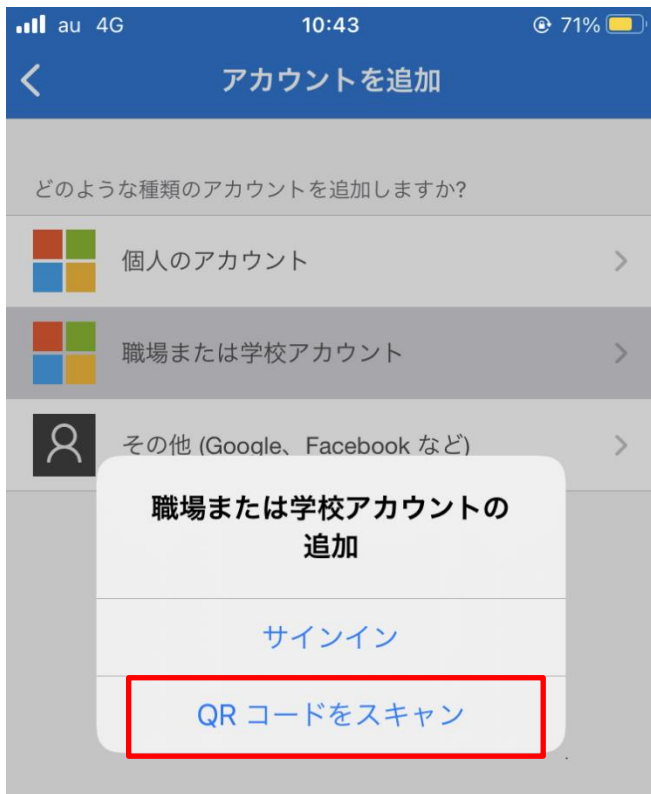 au 4G 10:43 71%
アカウントを追加
どのような種類のアカウントを追加しますか?
個人のアカウント
職場または学校アカウント
その他 (Google、Facebook など)
職場または学校アカウントの
追加
サインイン
QR コードをスキャン